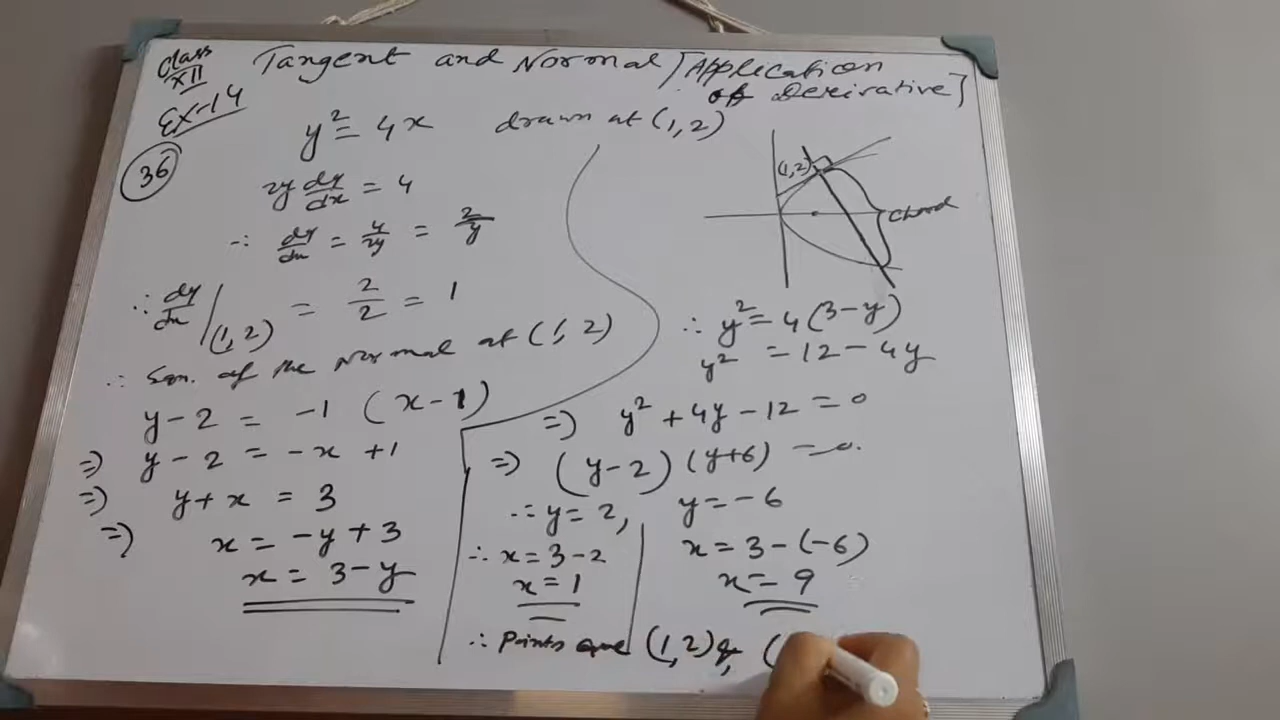 Class XII
Tangent and Normal [Application of Derivative]
EX-14
36
y² = 4x drawn at (1,2)
2y dy/dx = 4
∴ dy/dx = 4/2y = 2/y
∴ dy/dx |(1,2) = 2/2 = 1
∴ Eqn. of the Normal at (1,2)
y-2 = -1 (x-1)
=) y-2 = -x +1
=) y+x = 3
=) x = -y+3
x = 3-y
(1,2)
Chord
∴ y² = 4(3-y)
y² = 12-4y
=) y² + 4y - 12 = 0
=) (y-2) (y+6) = 0.
∴ y = 2, y = -6
∴ x = 3-2 x = 3-(-6)
x = 1 x = 9
∴ Points are (1,2) & (